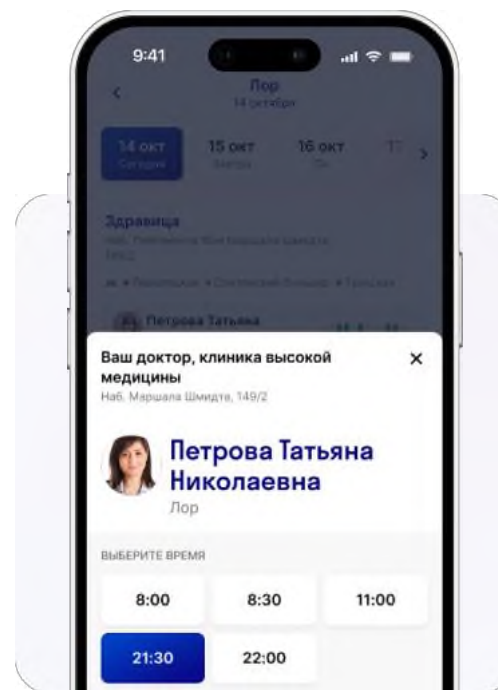 9:41
Лор
14 октября
14 окт
15 окт
16 окт
17
Сегодня
Завтра
Здравица
Петрова Татьяна
Ваш доктор, клиника высокой
медицины
Наб. Маршала Шмидта, 149/2
Петрова Татьяна
Николаевна
Лор
ВЫБЕРИТЕ ВРЕМЯ
8:00
8:30
11:00
21:30
22:00